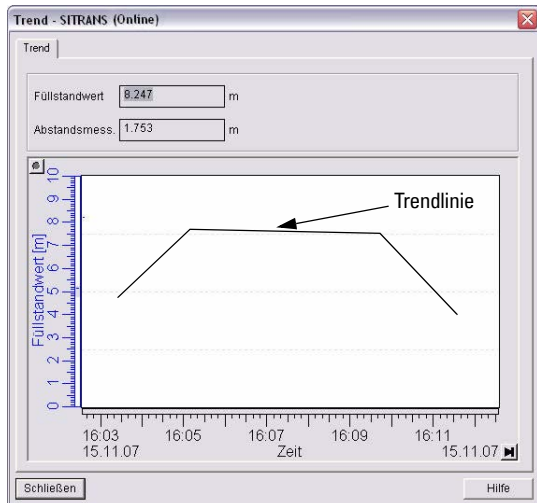 Trend - SITRANS (Online)
Trend
Füllstandwert 8.247 m
Abstandsmess. 1.753 m
Trendlinie
Füllstandwert [m]
10
9
8
7
6
5
4
3
2
1
0
16:03 16:05 16:07 16:09 16:11
15.11.07 Zeit 15.11.07
Schließen Hilfe